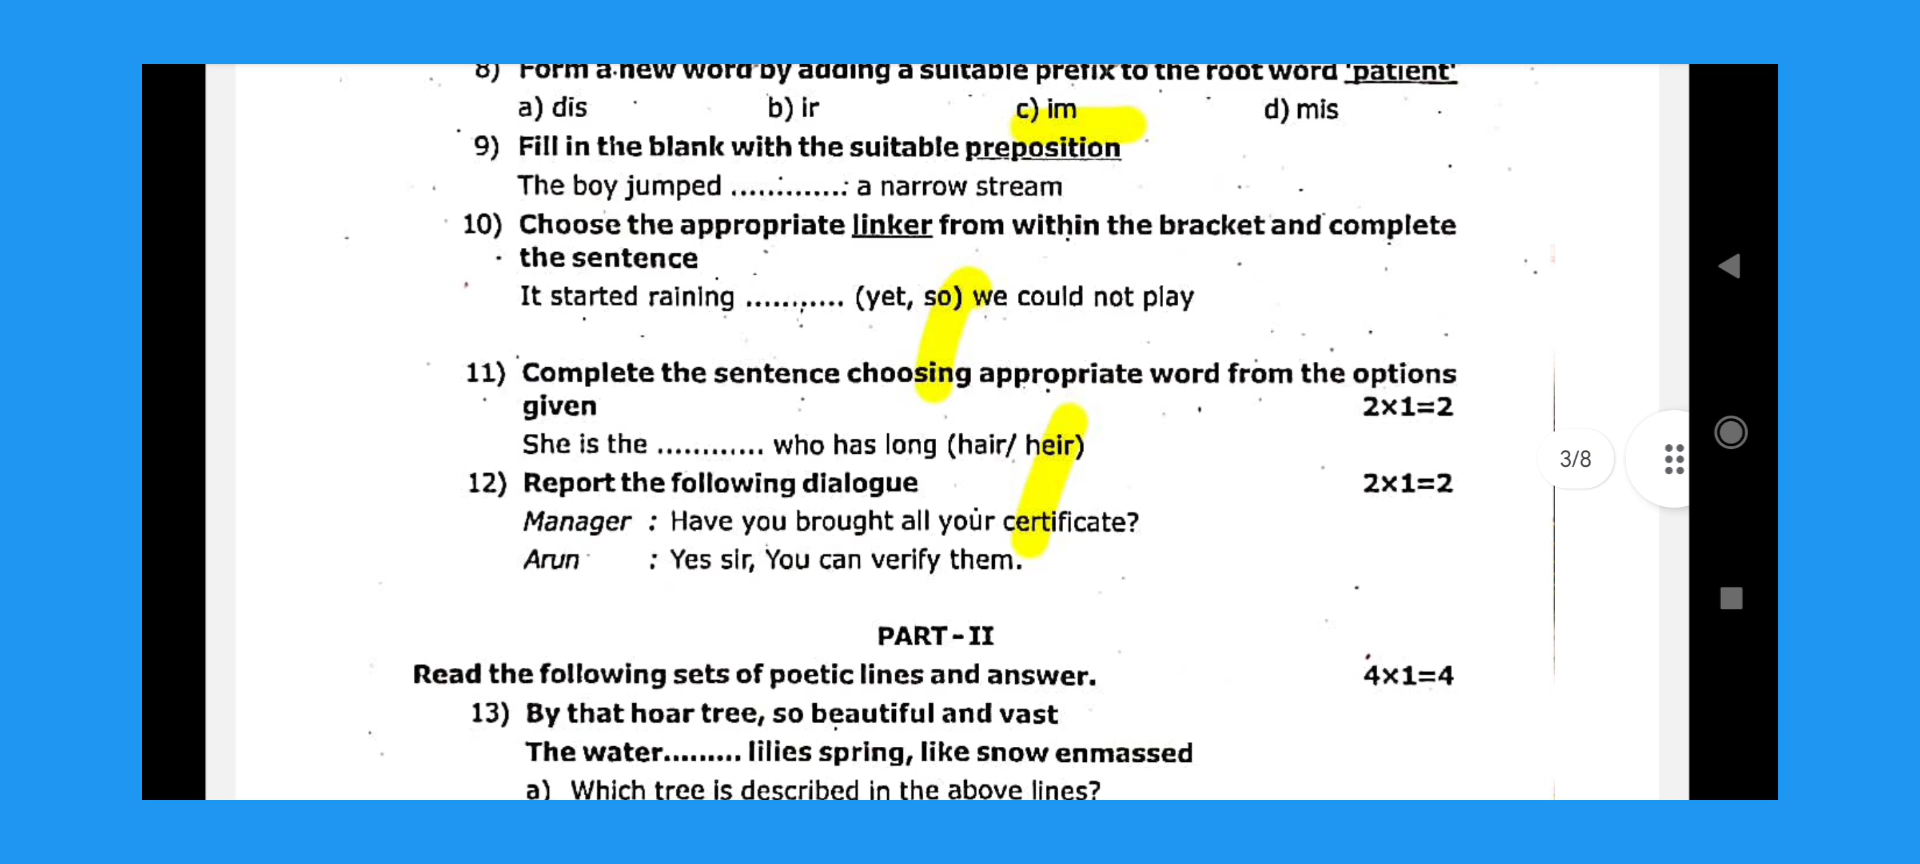 8) Form a new word by adding a suitable prefix to the root word 'patient'
a) dis b) ir c) im d) mis
9) Fill in the blank with the suitable preposition
The boy jumped ............. a narrow stream
10) Choose the appropriate linker from within the bracket and complete
the sentence
It started raining ........... (yet, so) we could not play
11) Complete the sentence choosing appropriate word from the options
given 2×1=2
She is the ............ who has long (hair/ heir)
12) Report the following dialogue 2×1=2
Manager : Have you brought all your certificate?
Arun : Yes sir, You can verify them.
PART - II
Read the following sets of poetic lines and answer. 4×1=4
13) By that hoar tree, so beautiful and vast
The water......... lilies spring, like snow enmassed
a) Which tree is described in the above lines?
3/8